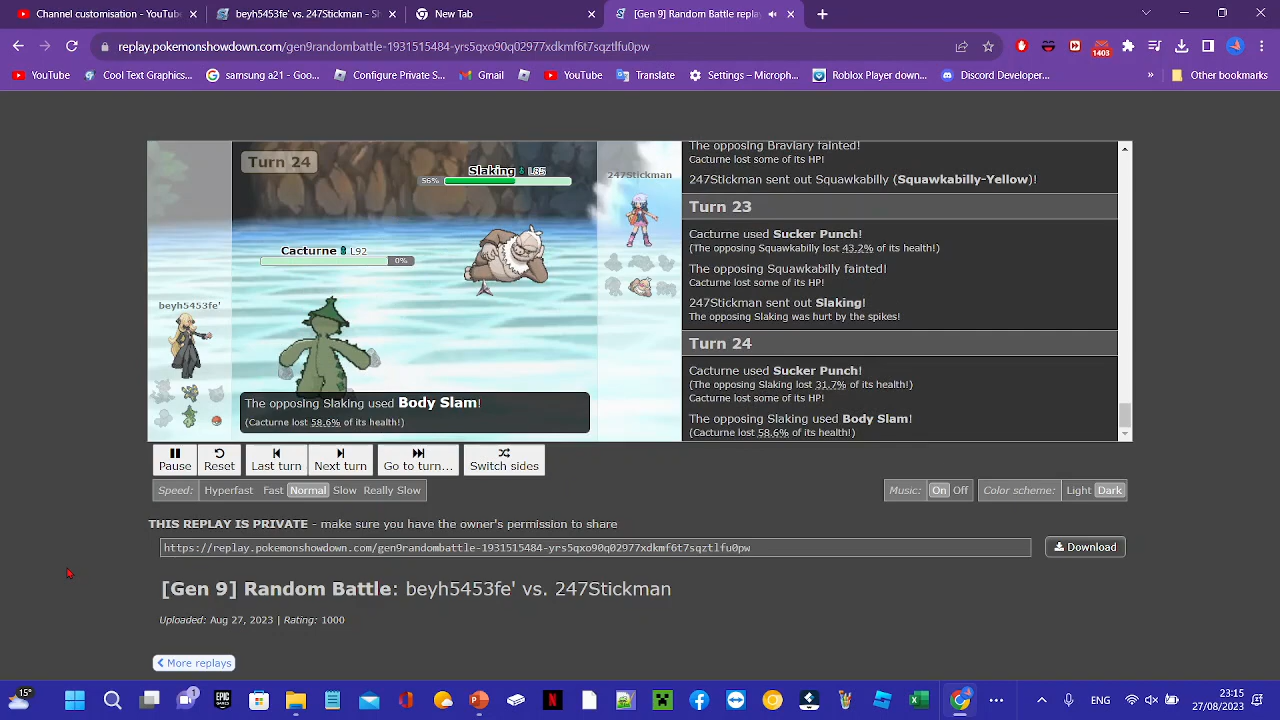 Channel customisation - YouTub
beyh5453fe' vs. 247Stickman - Sh
New Tab
[Gen 9] Random Battle replay
replay.pokemonshowdown.com/gen9randombattle-1931515484-yrs5qxo90q02977xdkmf6t7sqztlfu0pw
1403
YouTube
Cool Text Graphics...
samsung a21 - Goo...
Configure Private S...
Gmail
YouTube
Translate
Settings – Microph...
Roblox Player down...
Discord Developer...
»
Other bookmarks
Turn 24
Slaking
56%
Cacturne L92
0%
beyh5453fe'
247Stickman
The opposing Slaking used Body Slam!
(Cacturne lost 58.6% of its health!)
The opposing Braviary fainted!
Cacturne lost some of its HP!
247Stickman sent out Squawkabilly (Squawkabilly-Yellow)!
Turn 23
Cacturne used Sucker Punch!
(The opposing Squawkabilly lost 43.2% of its health!)
The opposing Squawkabilly fainted!
Cacturne lost some of its HP!
247Stickman sent out Slaking!
The opposing Slaking was hurt by the spikes!
Turn 24
Cacturne used Sucker Punch!
(The opposing Slaking lost 31.7% of its health!)
Cacturne lost some of its HP!
The opposing Slaking used Body Slam!
(Cacturne lost 58.6% of its health!)
Pause
Reset
Last turn
Next turn
Go to turn...
Switch sides
Speed: Hyperfast Fast Normal Slow Really Slow
Music: On Off
Color scheme: Light Dark
THIS REPLAY IS PRIVATE - make sure you have the owner's permission to share
https://replay.pokemonshowdown.com/gen9randombattle-1931515484-yrs5qxo90q02977xdkmf6t7sqztlfu0pw
Download
[Gen 9] Random Battle: beyh5453fe' vs. 247Stickman
Uploaded: Aug 27, 2023 | Rating: 1000
More replays
15°
1
EPIC GAMES
ENG
23:15
27/08/2023